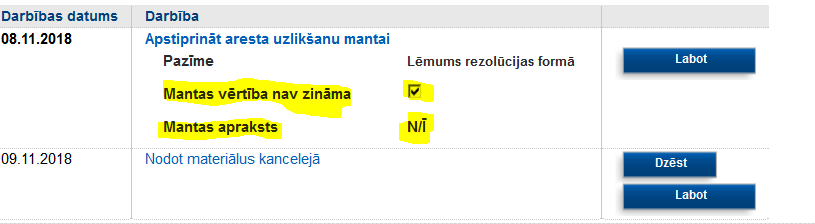 Darbības datums Darbība
08.11.2018 Apstiprināt aresta uzlikšanu mantai
Pazīme Lēmums rezolūcijas formā
Labot
Mantas vērtība nav zināma
Mantas apraksts N/Ī
09.11.2018 Nodot materiālus kancelejā
Dzēst
Labot